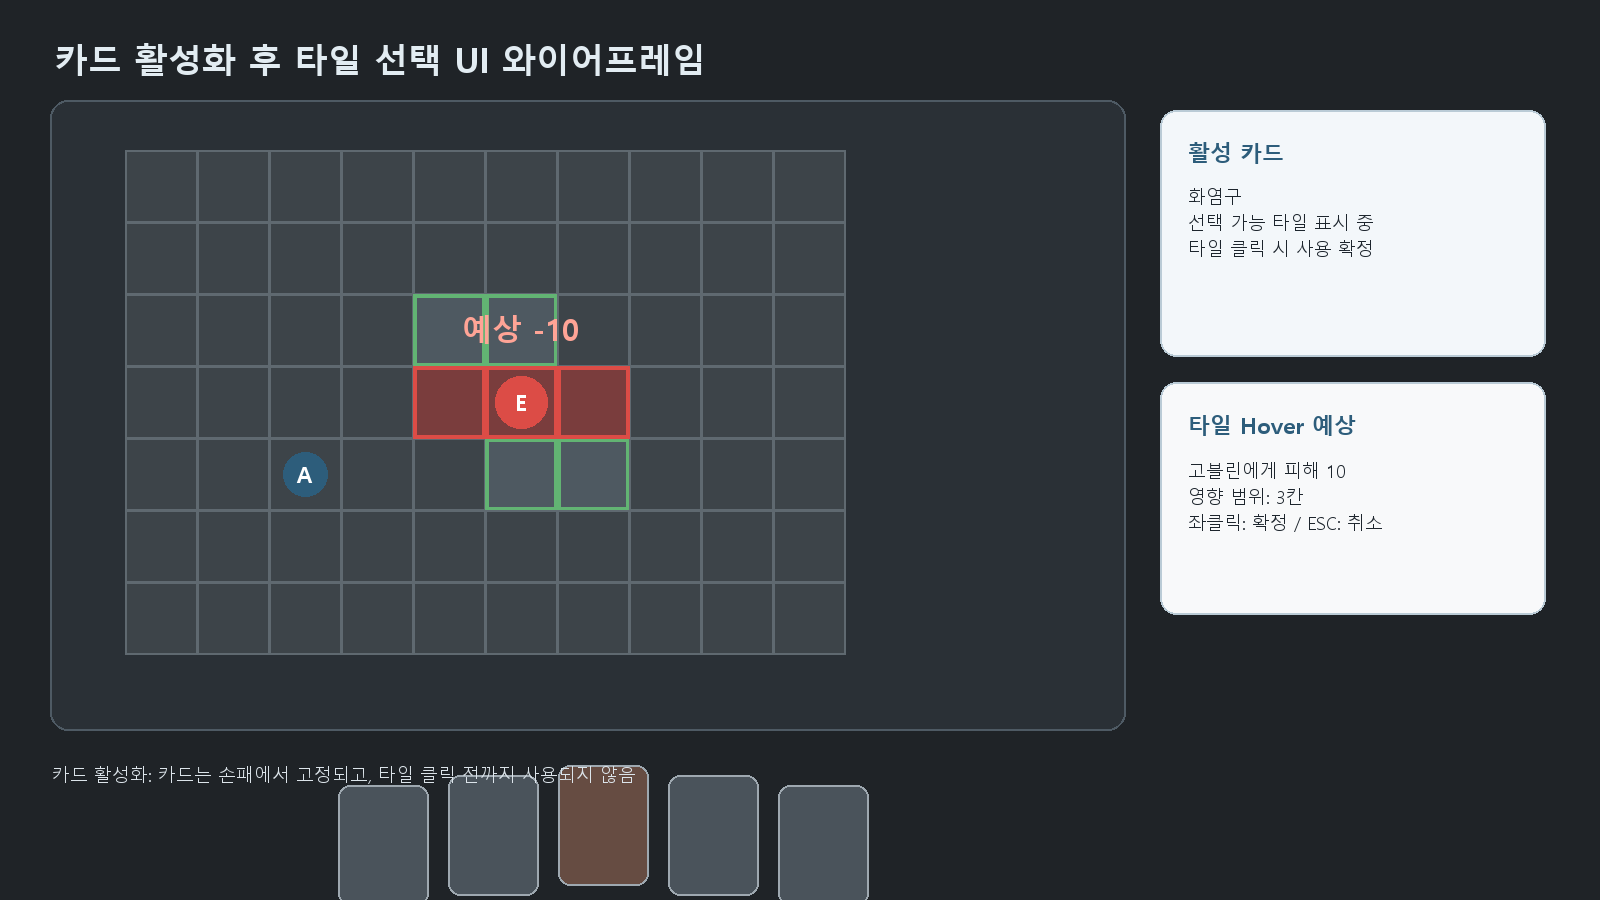 카드 활성화 후 타일 선택 UI 와이어프레임
활성 카드
화염구
선택 가능 타일 표시 중
타일 클릭 시 사용 확정
예상 -10
E
A
타일 Hover 예상
고블린에게 피해 10
영향 범위: 3칸
좌클릭: 확정 / ESC: 취소
카드 활성화: 카드는 손패에서 고정되고, 타일 클릭 전까지 사용되지 않음